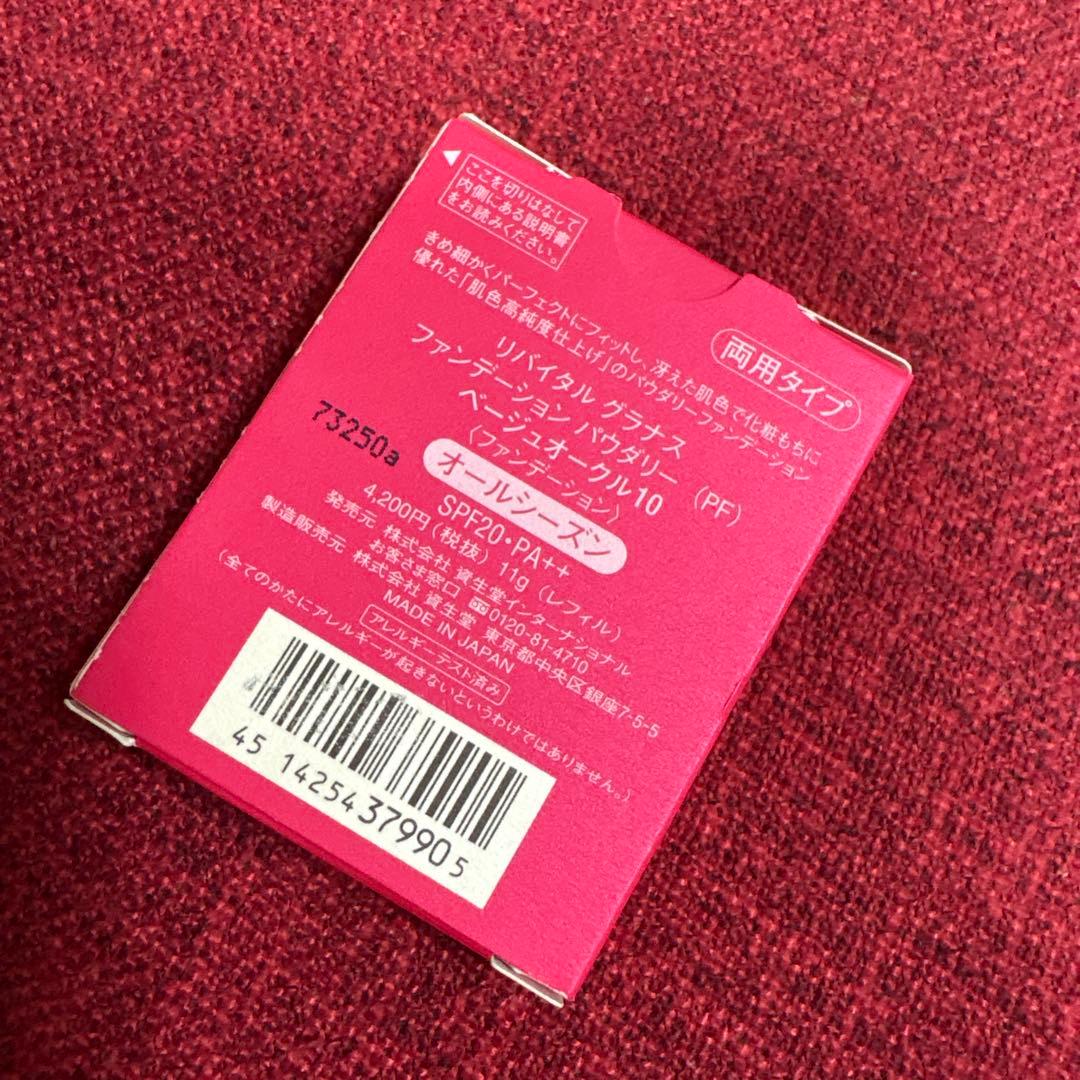 ここを切りはなして
内側にある説明書
をお読みください。
両用タイプ
きめ細かくパーフェクトにフィットし、冴えた肌色で化粧もちに
優れた「肌色高純度仕上げ」のパウダリーファンデーション
リバイタル グラナス
ファンデーション パウダリー (PF)
ベージュオークル10
〈ファンデーション〉
オールシーズン
73250a
SPF20・PA++
4,200円(税抜) 11g (レフィル)
発売元 株式会社 資生堂インターナショナル
お客さま窓口 0120-81-4710
製造販売元 株式会社 資生堂 東京都中央区銀座7-5-5
MADE IN JAPAN
アレルギーテスト済み
(全てのかたにアレルギーが起きないというわけではありません。)
45 14254379905